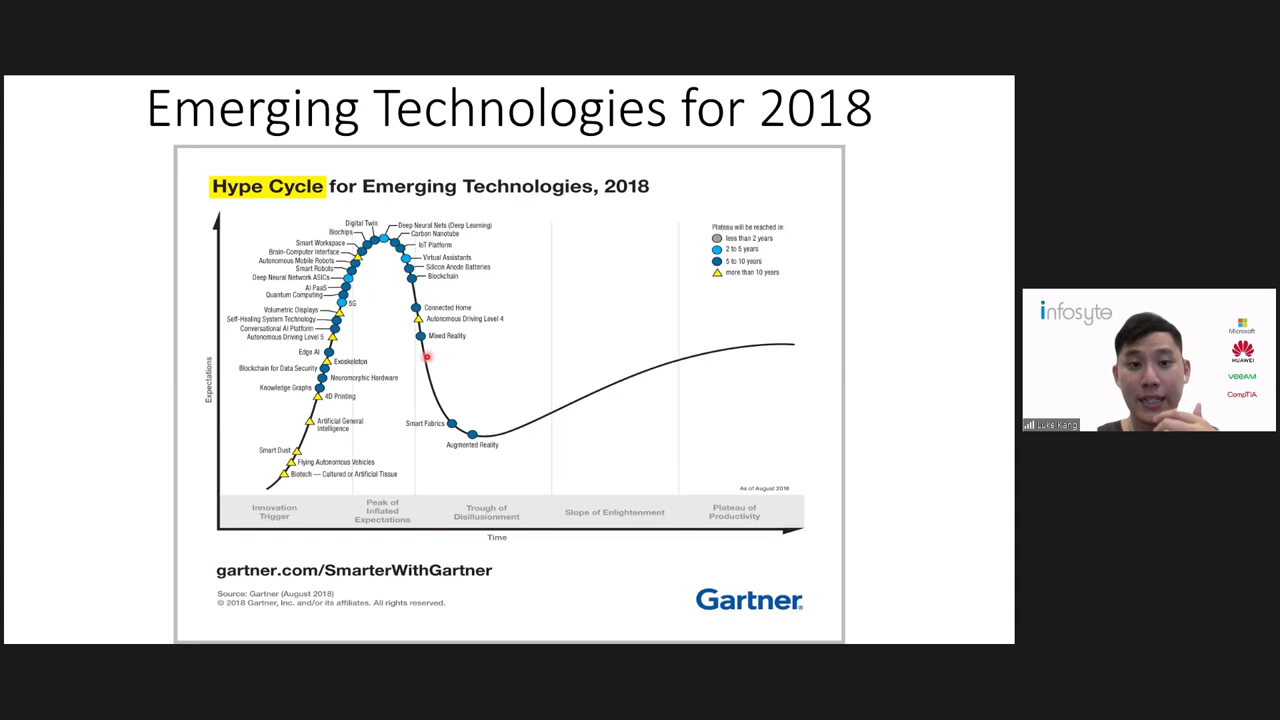 Emerging Technologies for 2018
Hype Cycle for Emerging Technologies, 2018
Digital Twin
Biochips
Smart Workspace
Brain-Computer Interface
Autonomous Mobile Robots
Smart Robots
Deep Neural Network ASICs
AI PaaS
Quantum Computing
5G
Volumetric Displays
Self-Healing System Technology
Conversational AI Platform
Autonomous Driving Level 5
Edge AI
Exoskeleton
Blockchain for Data Security
Neuromorphic Hardware
Knowledge Graphs
4D Printing
Artificial General
Intelligence
Smart Dust
Flying Autonomous Vehicles
Biotech — Cultured or Artificial Tissue
Deep Neural Nets (Deep Learning)
Carbon Nanotube
IoT Platform
Virtual Assistants
Silicon Anode Batteries
Blockchain
Connected Home
Autonomous Driving Level 4
Mixed Reality
Smart Fabrics
Augmented Reality
Plateau will be reached in:
less than 2 years
2 to 5 years
5 to 10 years
more than 10 years
Expectations
As of August 2018
Innovation
Trigger
Peak of
Inflated
Expectations
Trough of
Disillusionment
Slope of Enlightenment
Plateau of
Productivity
Time
gartner.com/SmarterWithGartner
Source: Gartner (August 2018)
© 2018 Gartner, Inc. and/or its affiliates. All rights reserved.
Gartner®
infosyte
Microsoft
HUAWEI
veeam
CompTIA
Luke Kang